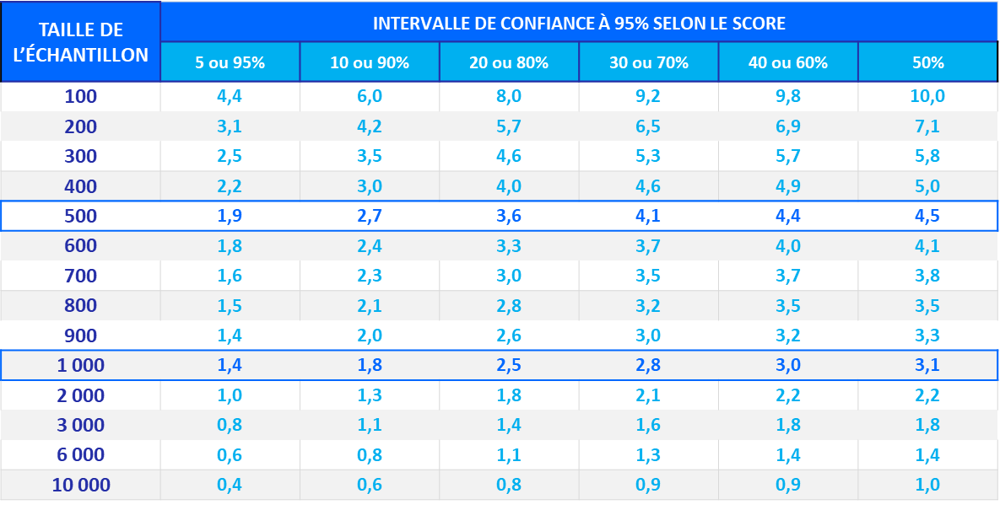 TAILLE DE
L’ÉCHANTILLON
INTERVALLE DE CONFIANCE À 95% SELON LE SCORE
5 ou 95% 10 ou 90% 20 ou 80% 30 ou 70% 40 ou 60% 50%
100 4,4 6,0 8,0 9,2 9,8 10,0
200 3,1 4,2 5,7 6,5 6,9 7,1
300 2,5 3,5 4,6 5,3 5,7 5,8
400 2,2 3,0 4,0 4,6 4,9 5,0
500 1,9 2,7 3,6 4,1 4,4 4,5
600 1,8 2,4 3,3 3,7 4,0 4,1
700 1,6 2,3 3,0 3,5 3,7 3,8
800 1,5 2,1 2,8 3,2 3,5 3,5
900 1,4 2,0 2,6 3,0 3,2 3,3
1 000 1,4 1,8 2,5 2,8 3,0 3,1
2 000 1,0 1,3 1,8 2,1 2,2 2,2
3 000 0,8 1,1 1,4 1,6 1,8 1,8
6 000 0,6 0,8 1,1 1,3 1,4 1,4
10 000 0,4 0,6 0,8 0,9 0,9 1,0